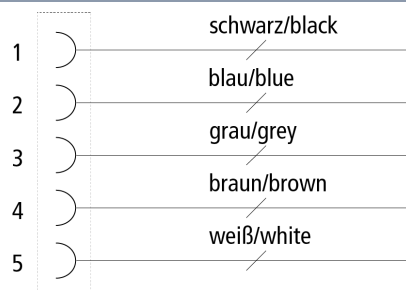 1 schwarz/black
2 blau/blue
3 grau/grey
4 braun/brown
5 weiß/white